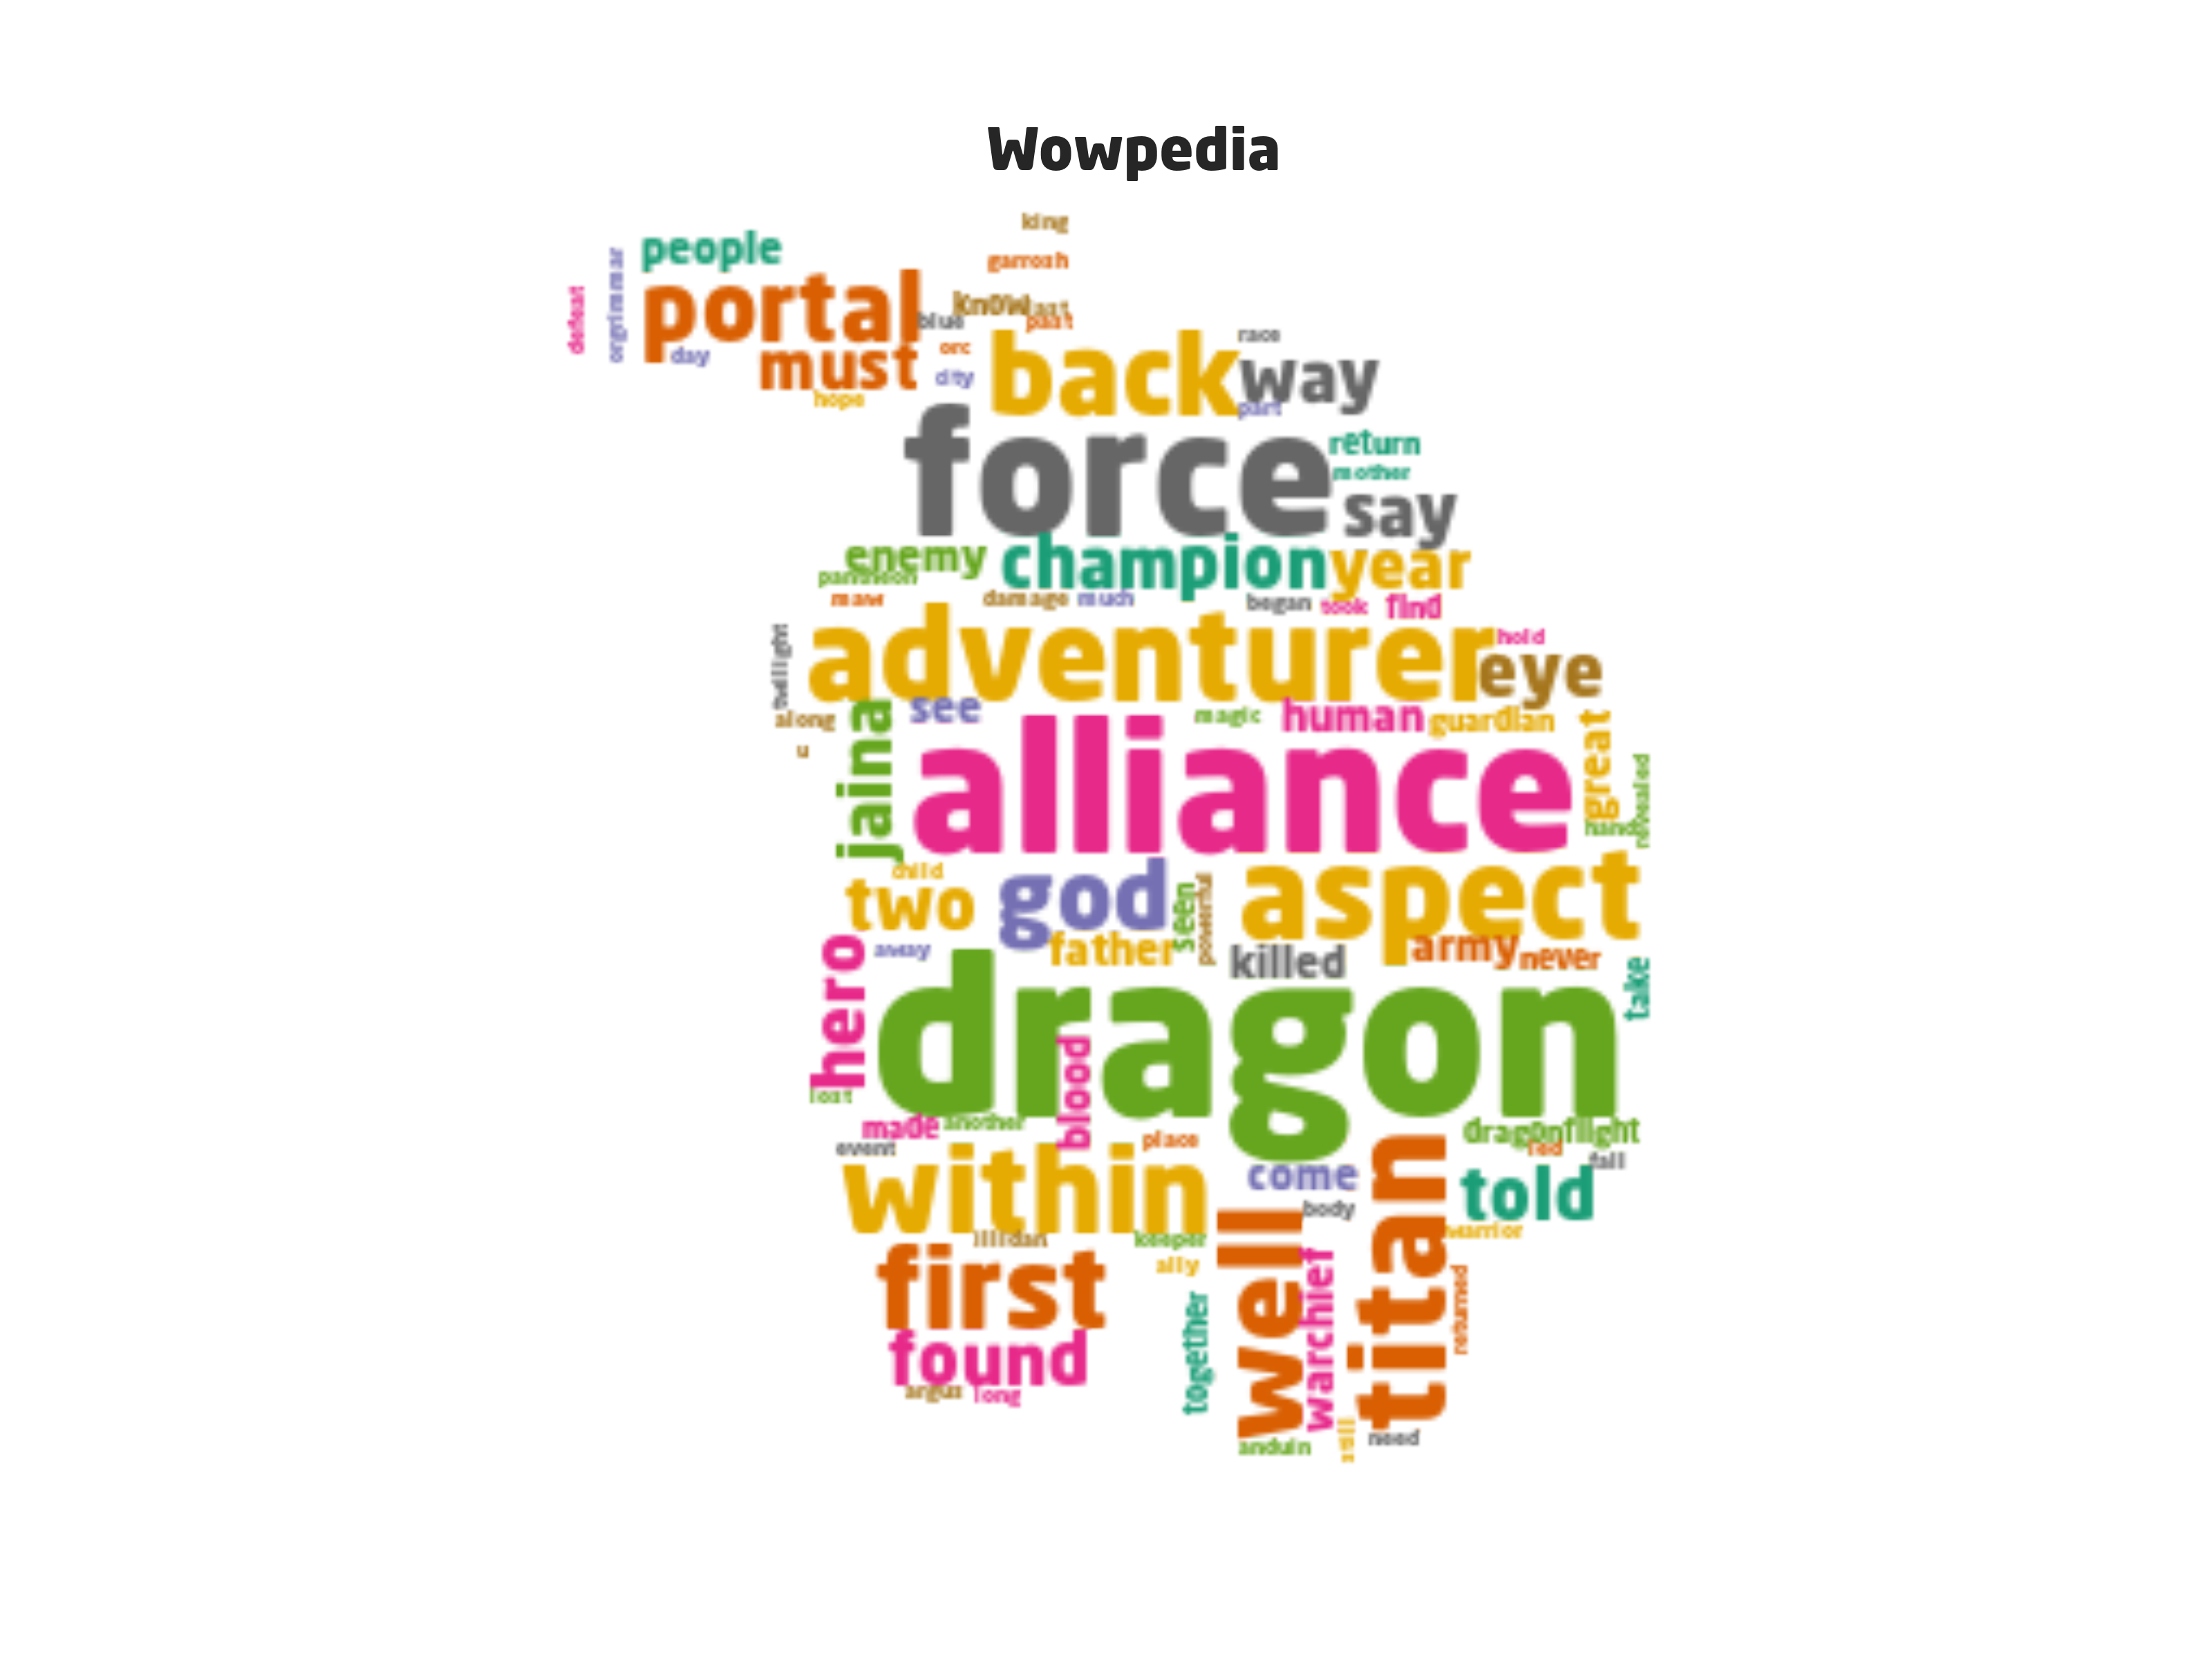 Wowpedia
king
people
garrosh
orgrimmar
defeat
portal
know last
blue
past
day
must
orc
city
hope
back
race
way
part
force
return
mother
say
enemy
champion
year
pantheon
maw
damage
much
began
took
find
adventurer
hold
twilight
eye
along
see
magic
human
guardian
great
u
jaina
alliance
revealed
hand
child
two
god
seen
powerful
aspect
away
father
killed
army
never
hero
dragon
take
blood
lost
made
another
place
dragonflight
event
red
fall
within
come
titan
told
body
warrior
illidan
keeper
well
first
ally
warchief
returned
together
found
argus
long
still
need
anduin